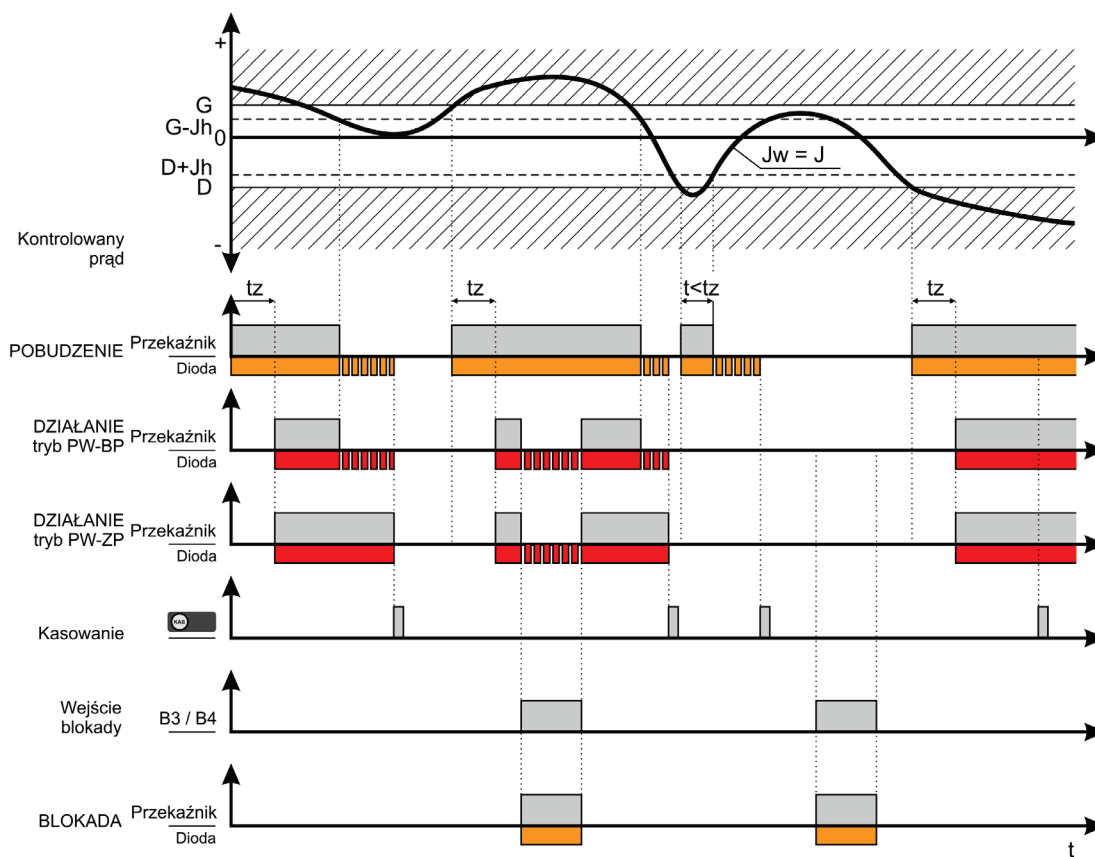 +
G
G-Jh
0
D+Jh
D
-
Jw = J
Kontrolowany
prąd
tz
tz
t<tz
tz
POBUDZENIE
Przekaźnik
Dioda
DZIAŁANIE
tryb PW-BP
Przekaźnik
Dioda
DZIAŁANIE
tryb PW-ZP
Przekaźnik
Dioda
Kasowanie
KAS
Wejście
blokady
B3 / B4
BLOKADA
Przekaźnik
Dioda
t